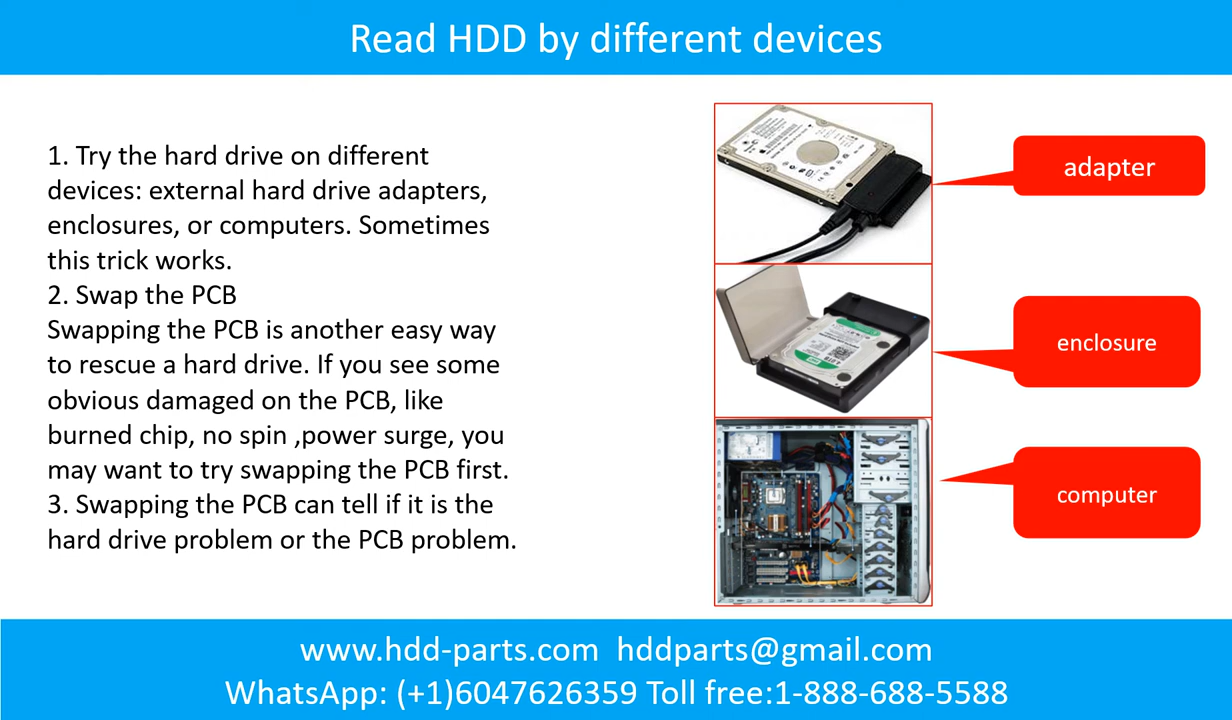 Read HDD by different devices
1. Try the hard drive on different
devices: external hard drive adapters,
enclosures, or computers. Sometimes
this trick works.
2. Swap the PCB
Swapping the PCB is another easy way
to rescue a hard drive. If you see some
obvious damaged on the PCB, like
burned chip, no spin ,power surge, you
may want to try swapping the PCB first.
3. Swapping the PCB can tell if it is the
hard drive problem or the PCB problem.
adapter
enclosure
computer
www.hdd-parts.com hddparts@gmail.com
WhatsApp: (+1)6047626359 Toll free:1-888-688-5588